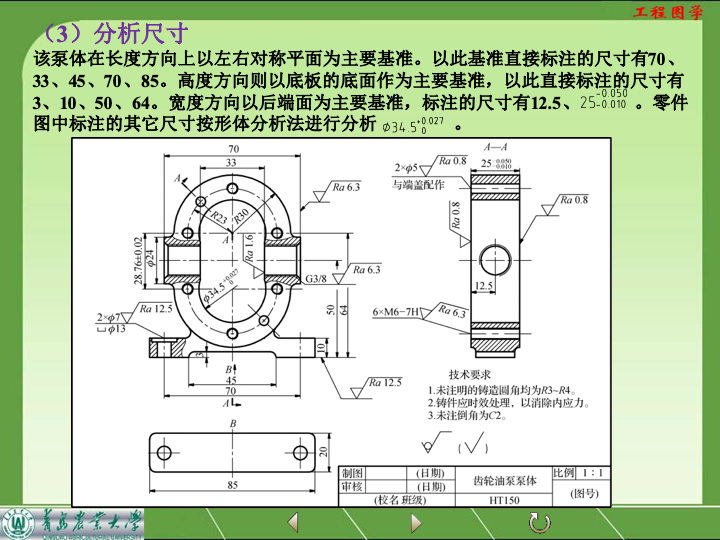 工程图学
（3）分析尺寸
该泵体在长度方向上以左右对称平面为主要基准。以此基准直接标注的尺寸有70、
33、45、70、85。高度方向则以底板的底面作为主要基准，以此直接标注的尺寸有
3、10、50、64。宽度方向以后端面为主要基准，标注的尺寸有12.5、25-0.050-0.010 。零件
图中标注的其它尺寸按形体分析法进行分析 ϕ34.5+0.027 0 。
70
33
A
Ra 6.3
R23
R30
A
Ra 1.6
28.76±0.02
ϕ24
ϕ34.5+0.027 0
G3/8
Ra 6.3
50
64
2×ϕ7
⌴ϕ13
Ra 12.5
3
10
B
45
70
A
Ra 12.5
B
20
85
A—A
2×ϕ5
Ra 0.8
与端盖配作
25-0.050-0.010
Ra 0.8
Ra 0.8
12.5
6×M6-7H
Ra 6.3
技术要求
1.未注明的铸造圆角均为R3~R4。
2.铸件应时效处理，以消除内应力。
3.未注倒角为C2。
( )
制图 (日期) 齿轮油泵泵体 比例 1∶1
审核 (日期) (图号)
(校名 班级) HT150
青岛农业大学